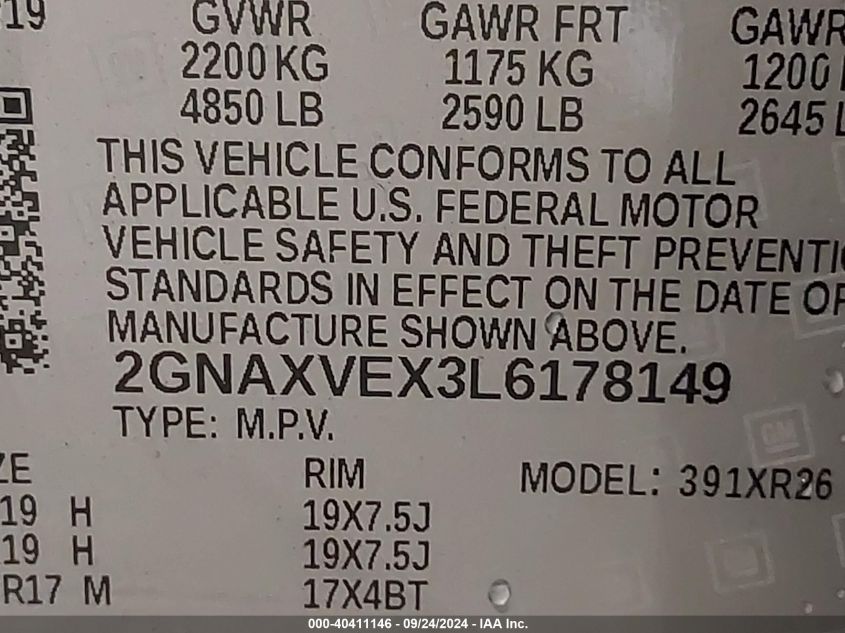 19 GVWR GAWR FRT GAWR
2200 KG 1175 KG 1200
4850 LB 2590 LB 2645 L
THIS VEHICLE CONFORMS TO ALL
APPLICABLE U.S. FEDERAL MOTOR
VEHICLE SAFETY AND THEFT PREVENTI
STANDARDS IN EFFECT ON THE DATE OF
MANUFACTURE SHOWN ABOVE.
2GNAXVEX3L6178149
TYPE: M.P.V.
ZE RIM MODEL: 391XR26
19 H 19X7.5J
19 H 19X7.5J
R17 M 17X4BT
000-40411146 - 09/24/2024 - IAA Inc.